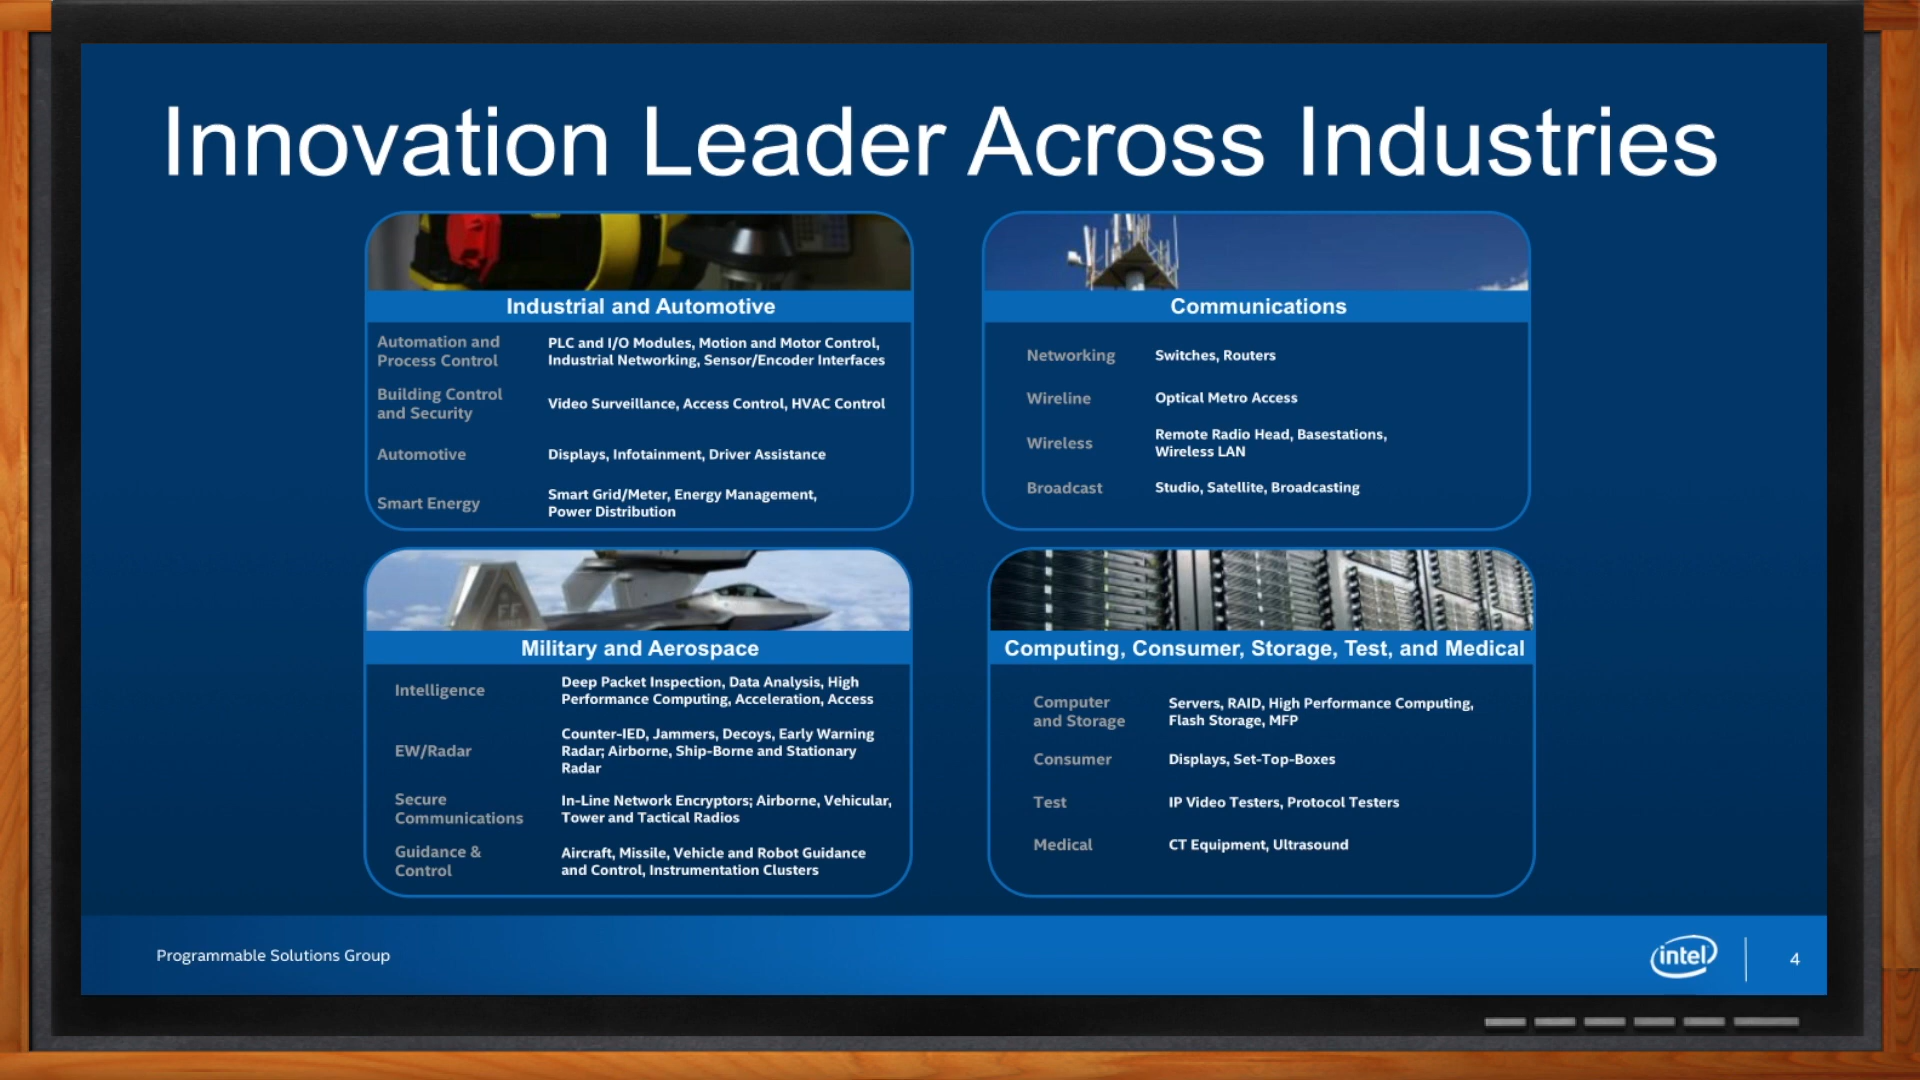 Innovation Leader Across Industries
Industrial and Automotive
Automation and
Process Control
PLC and I/O Modules, Motion and Motor Control,
Industrial Networking, Sensor/Encoder Interfaces
Building Control
and Security
Video Surveillance, Access Control, HVAC Control
Automotive
Displays, Infotainment, Driver Assistance
Smart Energy
Smart Grid/Meter, Energy Management,
Power Distribution
Communications
Networking
Switches, Routers
Wireline
Optical Metro Access
Wireless
Remote Radio Head, Basestations,
Wireless LAN
Broadcast
Studio, Satellite, Broadcasting
FF
Military and Aerospace
Intelligence
Deep Packet Inspection, Data Analysis, High
Performance Computing, Acceleration, Access
EW/Radar
Counter-IED, Jammers, Decoys, Early Warning
Radar; Airborne, Ship-Borne and Stationary
Radar
Secure
Communications
In-Line Network Encryptors; Airborne, Vehicular,
Tower and Tactical Radios
Guidance &
Control
Aircraft, Missile, Vehicle and Robot Guidance
and Control, Instrumentation Clusters
Computing, Consumer, Storage, Test, and Medical
Computer
and Storage
Servers, RAID, High Performance Computing,
Flash Storage, MFP
Consumer
Displays, Set-Top-Boxes
Test
IP Video Testers, Protocol Testers
Medical
CT Equipment, Ultrasound
Programmable Solutions Group
intel
4